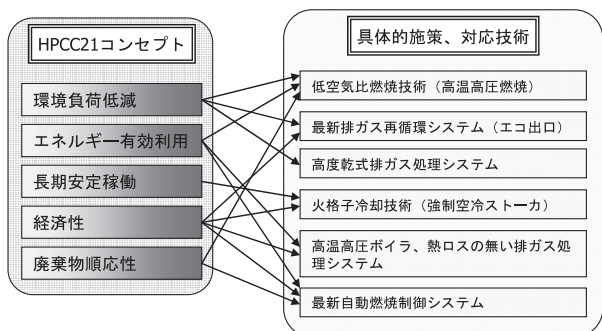 HPCC21コンセプト
環境負荷低減
エネルギー有効利用
長期安定稼働
経済性
廃棄物順応性
具体的施策、対応技術
低空気比燃焼技術（高温高圧燃焼）
最新排ガス再循環システム（エコ出口）
高度乾式排ガス処理システム
火格子冷却技術（強制空冷ストーカ）
高温高圧ボイラ、熱ロスの無い排ガス処
理システム
最新自動燃焼制御システム